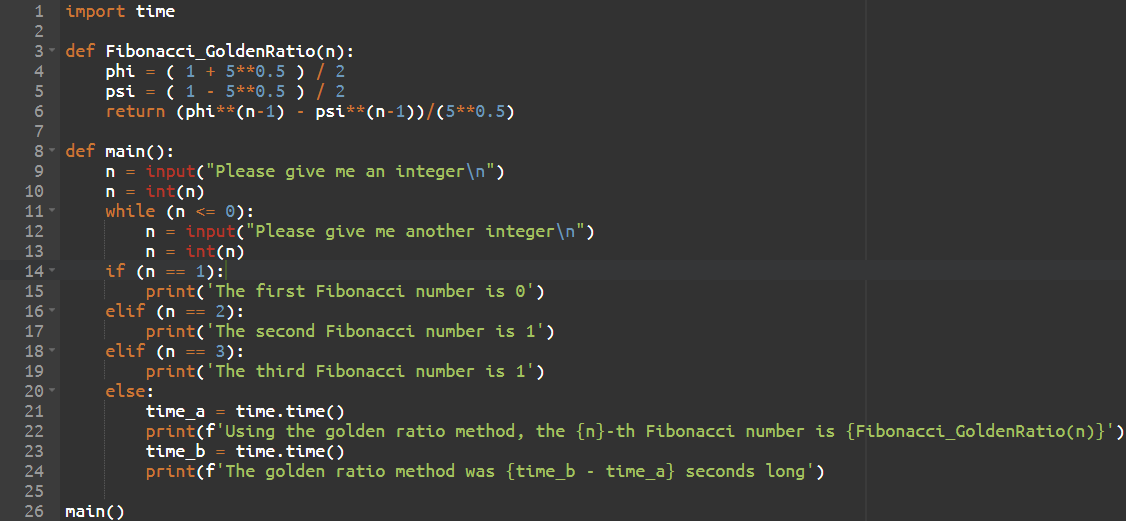 1 import time
2
3 def Fibonacci_GoldenRatio(n):
4     phi = ( 1 + 5**0.5 ) / 2
5     psi = ( 1 - 5**0.5 ) / 2
6     return (phi**(n-1) - psi**(n-1))/(5**0.5)
7
8 def main():
9     n = input("Please give me an integer\n")
10     n = int(n)
11     while (n <= 0):
12         n = input("Please give me another integer\n")
13         n = int(n)
14     if (n == 1):
15         print('The first Fibonacci number is 0')
16     elif (n == 2):
17         print('The second Fibonacci number is 1')
18     elif (n == 3):
19         print('The third Fibonacci number is 1')
20     else:
21         time_a = time.time()
22         print(f'Using the golden ratio method, the {n}-th Fibonacci number is {Fibonacci_GoldenRatio(n)}')
23         time_b = time.time()
24         print(f'The golden ratio method was {time_b - time_a} seconds long')
25
26 main()